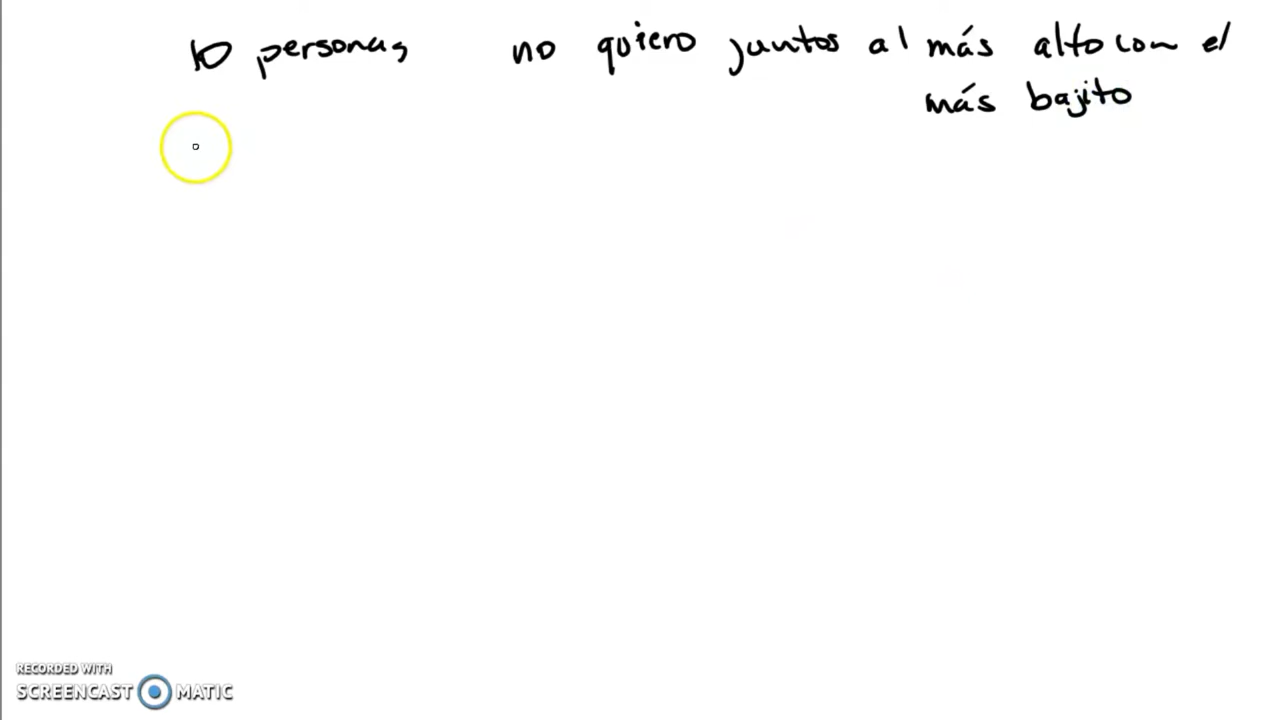 10 personas no quiero juntos al más alto con el
más bajito
RECORDED WITH
SCREENCAST MATIC